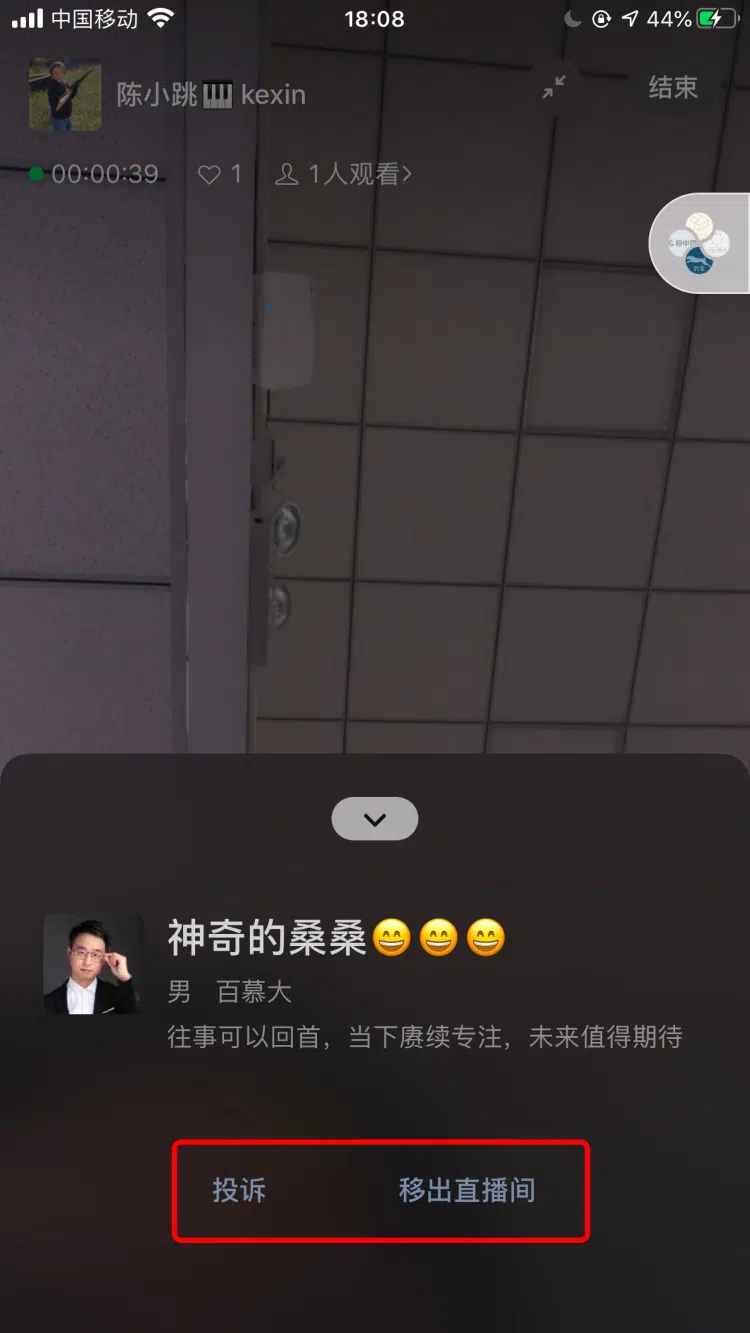 中国移动 18:08 44%
陈小跳🎹 kexin 结束
00:00:39 1 1人观看>
神奇的桑桑😄😄😄
男 百慕大
往事可以回首，当下赓续专注，未来值得期待
投诉 移出直播间